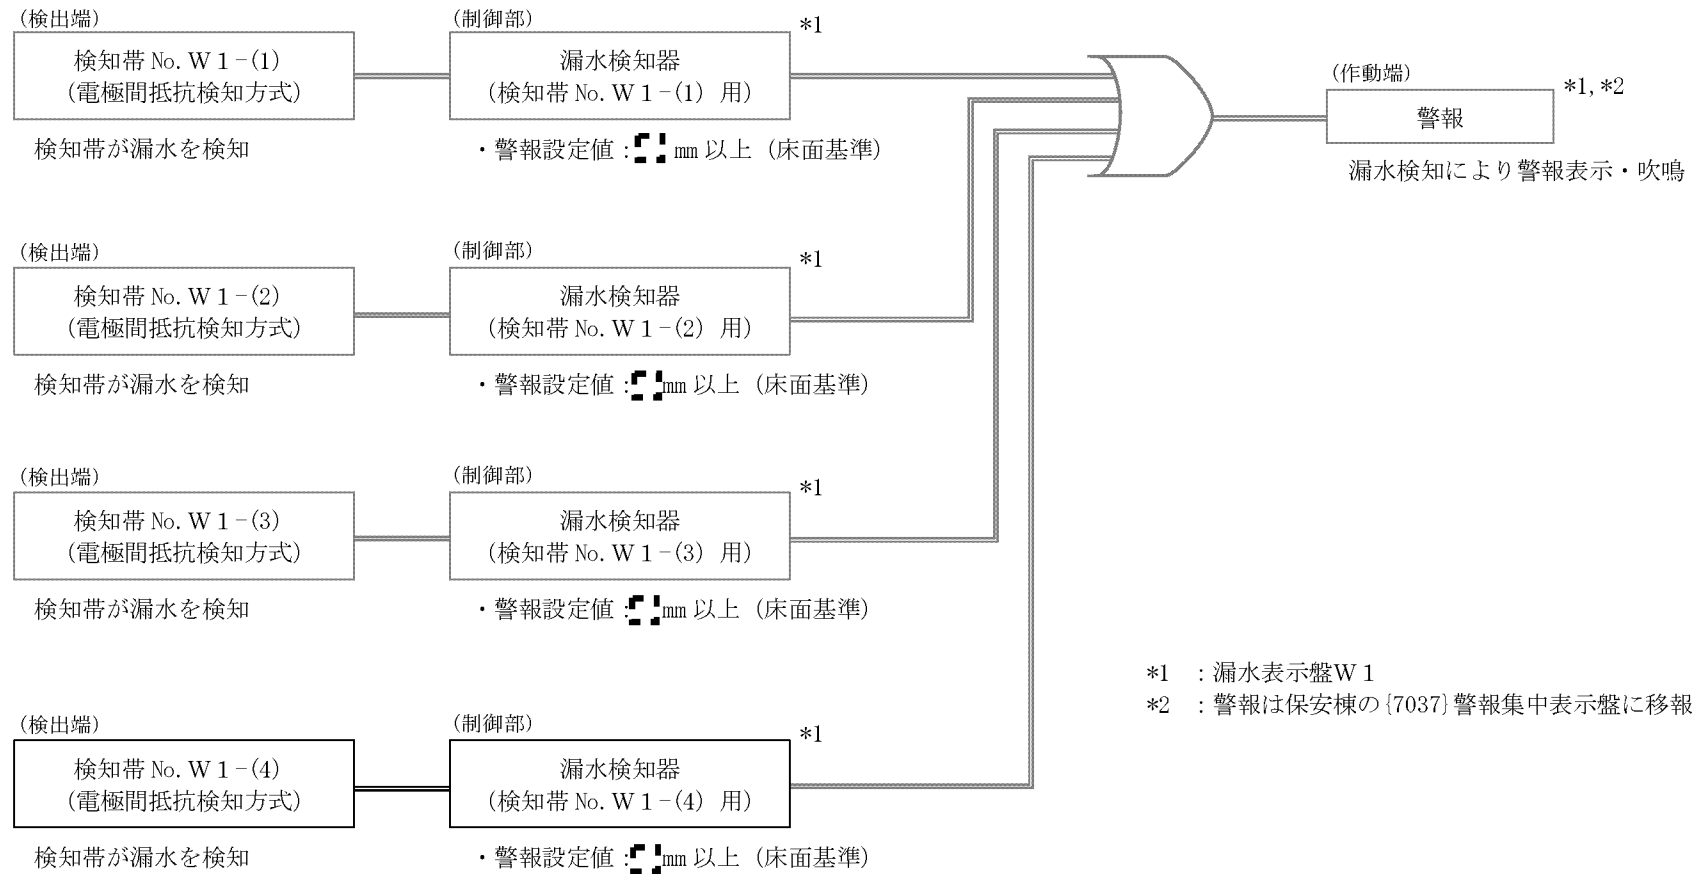 (検出端)
検知帯 No. W1-(1)
(電極間抵抗検知方式)
検知帯が漏水を検知
(制御部)
*1
漏水検知器
(検知帯 No. W1-(1) 用)
・警報設定値: mm 以上 (床面基準)
(作動端)
*1, *2
警報
漏水検知により警報表示・吹鳴
(検出端)
検知帯 No. W1-(2)
(電極間抵抗検知方式)
検知帯が漏水を検知
(制御部)
*1
漏水検知器
(検知帯 No. W1-(2) 用)
・警報設定値: mm 以上 (床面基準)
(検出端)
検知帯 No. W1-(3)
(電極間抵抗検知方式)
検知帯が漏水を検知
(制御部)
*1
漏水検知器
(検知帯 No. W1-(3) 用)
・警報設定値: mm 以上 (床面基準)
(検出端)
検知帯 No. W1-(4)
(電極間抵抗検知方式)
検知帯が漏水を検知
(制御部)
*1
漏水検知器
(検知帯 No. W1-(4) 用)
・警報設定値: mm 以上 (床面基準)
*1 :漏水表示盤W1
*2 :警報は保安棟の{7037}警報集中表示盤に移報